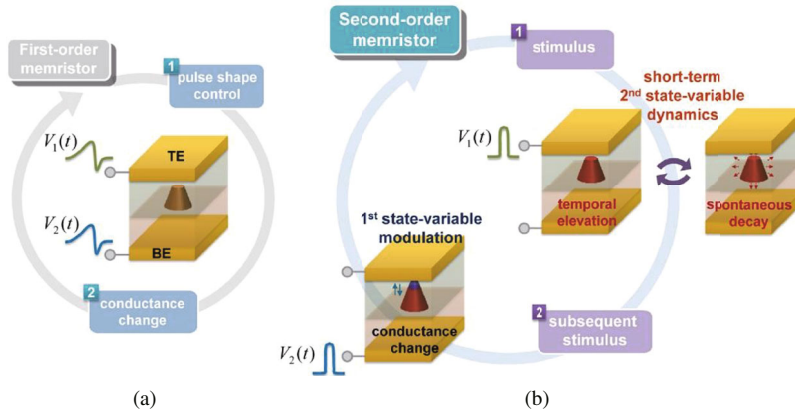 First-order
memristor
1
pulse shape
control
V₁(t)
TE
V₂(t)
BE
2
conductance
change
(a)
Second-order
memristor
1
stimulus
short-term
2nd state-variable
dynamics
V₁(t)
temporal
elevation
spontaneous
decay
1st state-variable
modulation
conductance
change
V₂(t)
2
subsequent
stimulus
(b)